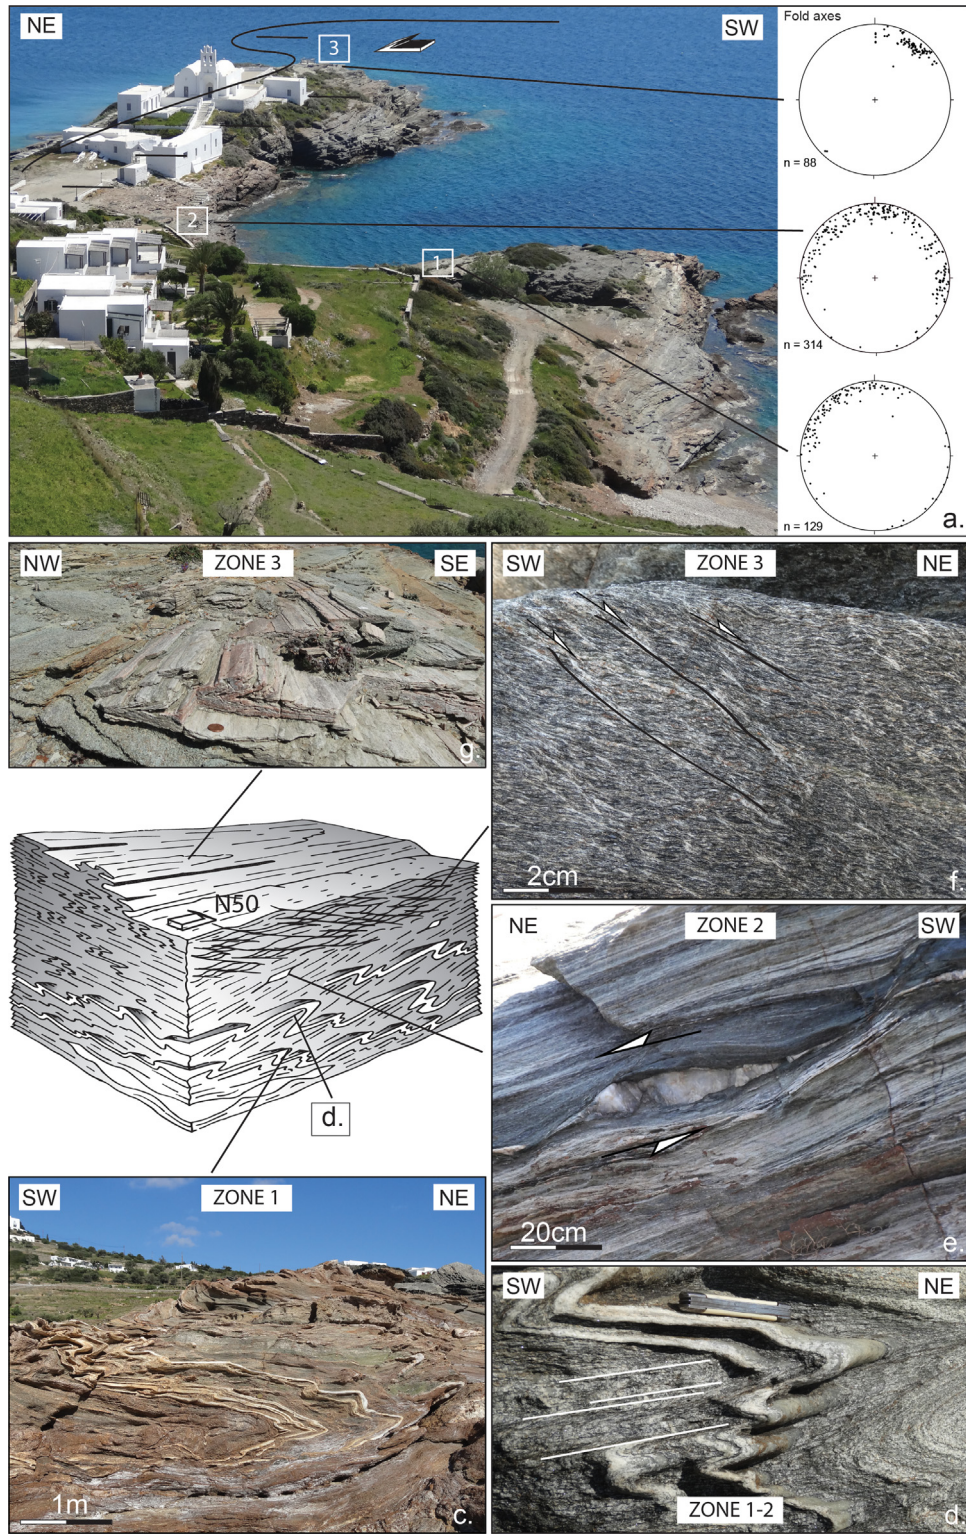 NE
SW
Fold axes
3
n = 88
2
n = 314
1
n = 129
a.
NW
ZONE 3
SE
g.
SW
ZONE 3
NE
2cm
f.
N50
d.
NE
ZONE 2
SW
20cm
e.
SW
ZONE 1
NE
1m
c.
SW
NE
ZONE 1-2
d.